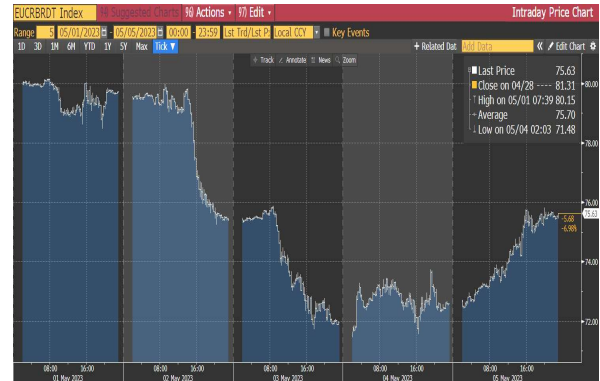 EUCRBRDT Index 96) Suggested Charts 96) Actions 97) Edit Intraday Price Chart
Range 5 05/01/2023 - 05/05/2023 00:00 - 23:59 Lst Trd/Lst P Local CCY Key Events
1D 3D 1M 6M YTD 1Y 5Y Max Tick ▼ + Related Dat Add Data « Edit Chart
Track Annotate News Zoom
Last Price 75.63
Close on 04/28 ---- 81.31
High on 05/01 07:39 80.15
Average 75.70
Low on 05/04 02:03 71.48
80.00
78.00
76.00
75.63
-5.68
-6.98%
74.00
72.00
08:00 16:00 08:00 16:00 08:00 16:00 08:00 16:00 08:00 16:00
01 May 2023 02 May 2023 03 May 2023 04 May 2023 05 May 2023